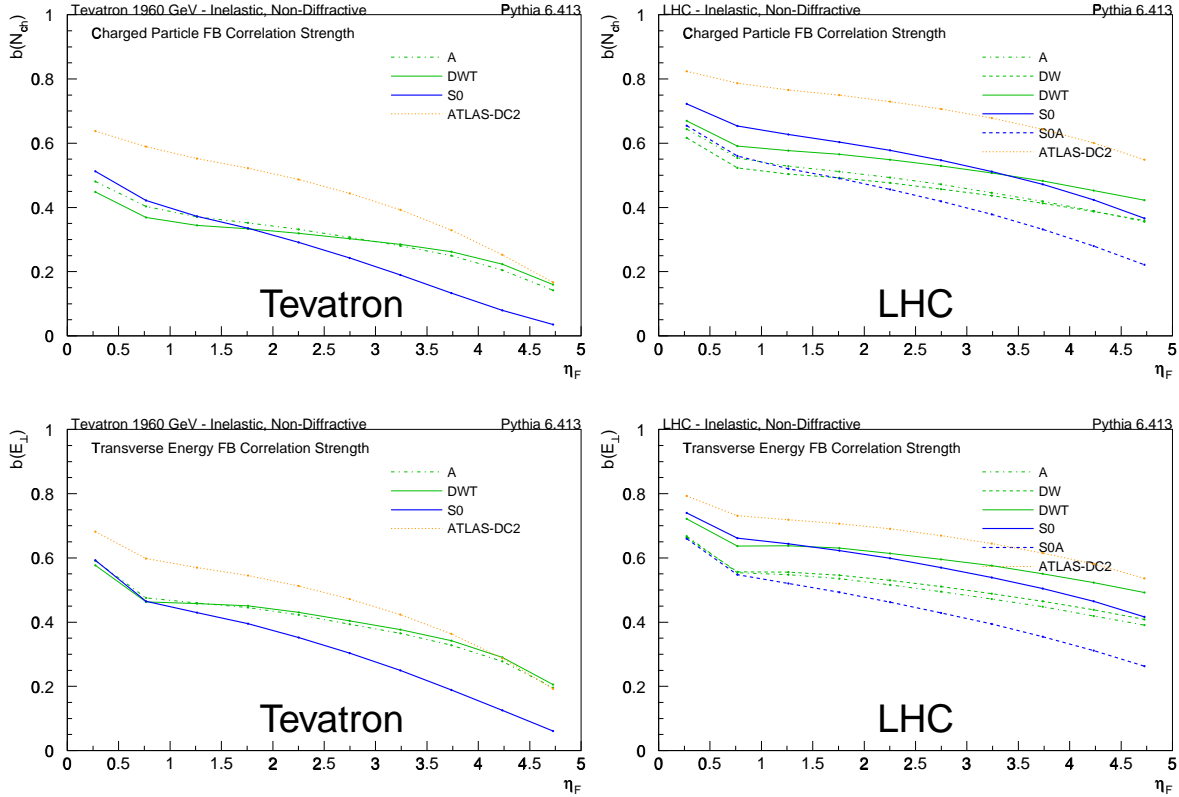 Tevatron 1960 GeV - Inelastic, Non-Diffractive
Pythia 6.413
b(N_ch)
Charged Particle FB Correlation Strength
A
DWT
S0
ATLAS-DC2
1
0.8
0.6
0.4
0.2
0
Tevatron
0 0.5 1 1.5 2 2.5 3 3.5 4 4.5 5
η_F
LHC - Inelastic, Non-Diffractive
Pythia 6.413
b(N_ch)
Charged Particle FB Correlation Strength
A
DW
DWT
S0
S0A
ATLAS-DC2
1
0.8
0.6
0.4
0.2
0
LHC
0 0.5 1 1.5 2 2.5 3 3.5 4 4.5 5
η_F
Tevatron 1960 GeV - Inelastic, Non-Diffractive
Pythia 6.413
b(E_⊥)
Transverse Energy FB Correlation Strength
A
DWT
S0
ATLAS-DC2
1
0.8
0.6
0.4
0.2
0
Tevatron
0 0.5 1 1.5 2 2.5 3 3.5 4 4.5 5
η_F
LHC - Inelastic, Non-Diffractive
Pythia 6.413
b(E_⊥)
Transverse Energy FB Correlation Strength
A
DW
DWT
S0
S0A
ATLAS-DC2
1
0.8
0.6
0.4
0.2
0
LHC
0 0.5 1 1.5 2 2.5 3 3.5 4 4.5 5
η_F